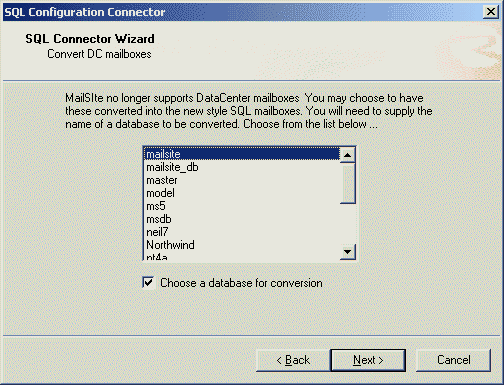 SQL Configuration Connector
SQL Connector Wizard
Convert DC mailboxes
MailSIte no longer supports DataCenter mailboxes. You may choose to have
these converted into the new style SQL mailboxes. You will need to supply the
name of a database to be converted. Choose from the list below ...
mailsite
mailsite_db
master
model
ms5
msdb
neil7
Northwind
nt4a
Choose a database for conversion
< Back
Next >
Cancel